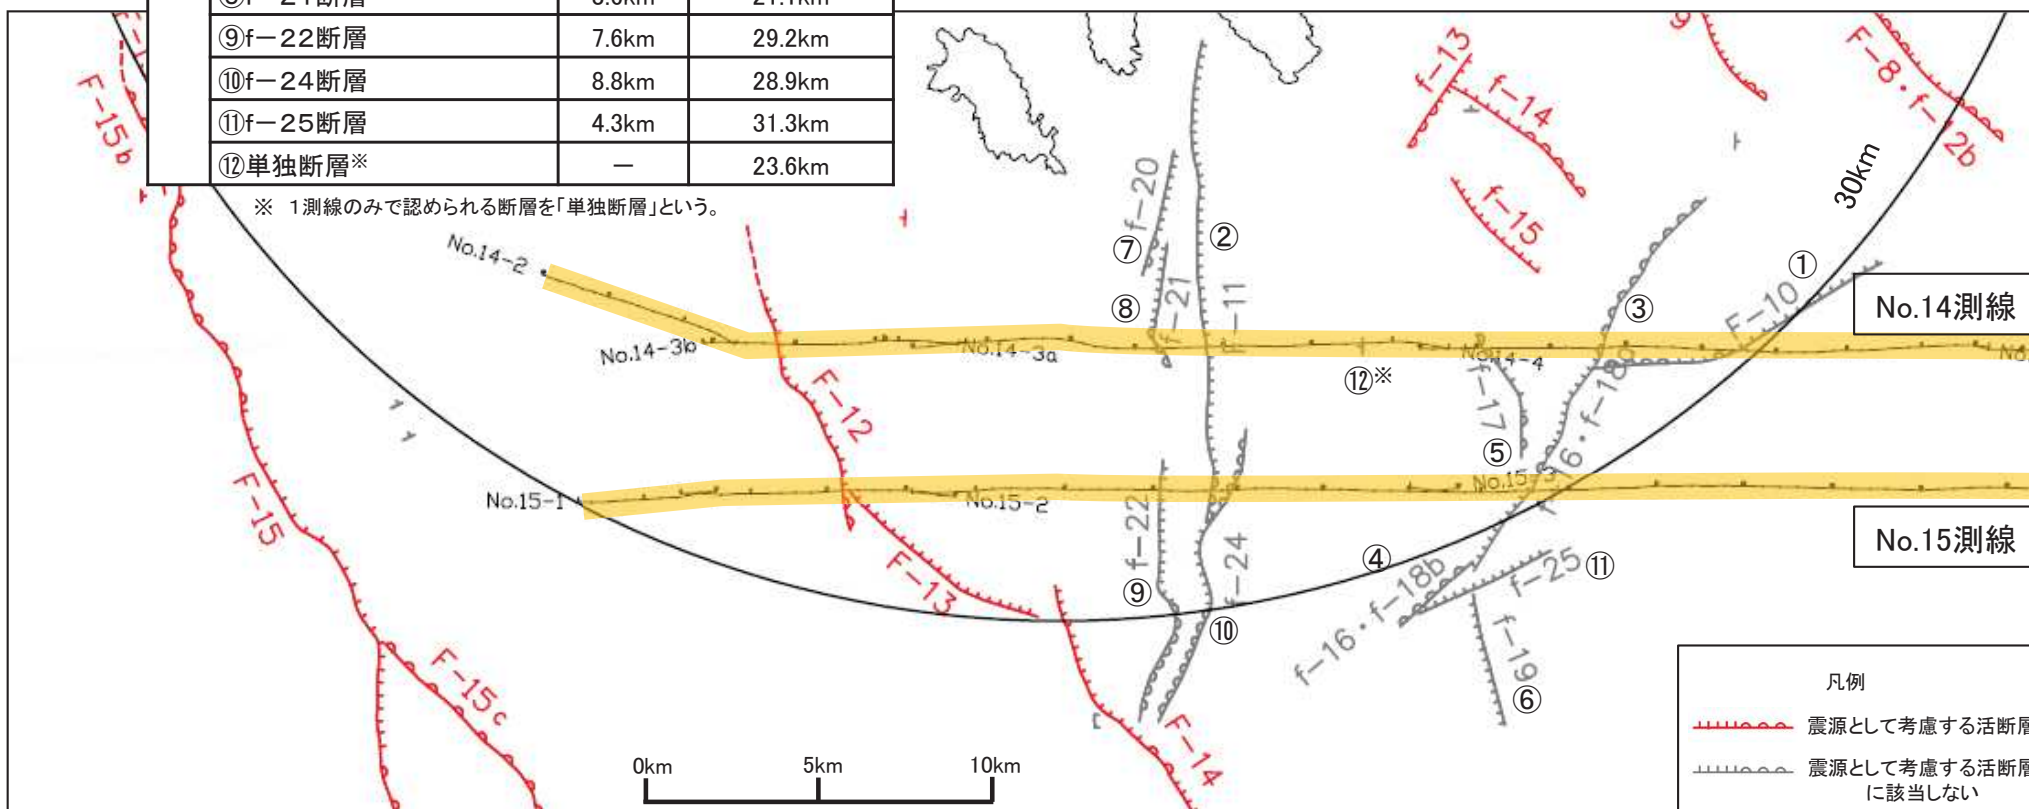 ⑨f－22断層 7.6km 29.2km
⑩f－24断層 8.8km 28.9km
⑪f－25断層 4.3km 31.3km
⑫単独断層※ － 23.6km
※ 1測線のみで認められる断層を「単独断層」という。
F-15b
f-13
f-14
F-8・f-12b
f-15
30km
f-20
⑦
②
①
No.14-2
⑧
f-21
F-11
③
F-10
No.14測線
No.14-3b
No.14-3a
No.14-4
⑫※
F-12
f-17
⑤
F-15
No.15-1
No.15-2
No.15-3
f-22
No.15測線
F-13
f-24
④
f-25
⑪
⑨
⑩
f-16・f-18b
f-19
⑥
F-15c
F-14
0km 5km 10km
凡例
震源として考慮する活断層
震源として考慮する活断層
に該当しない